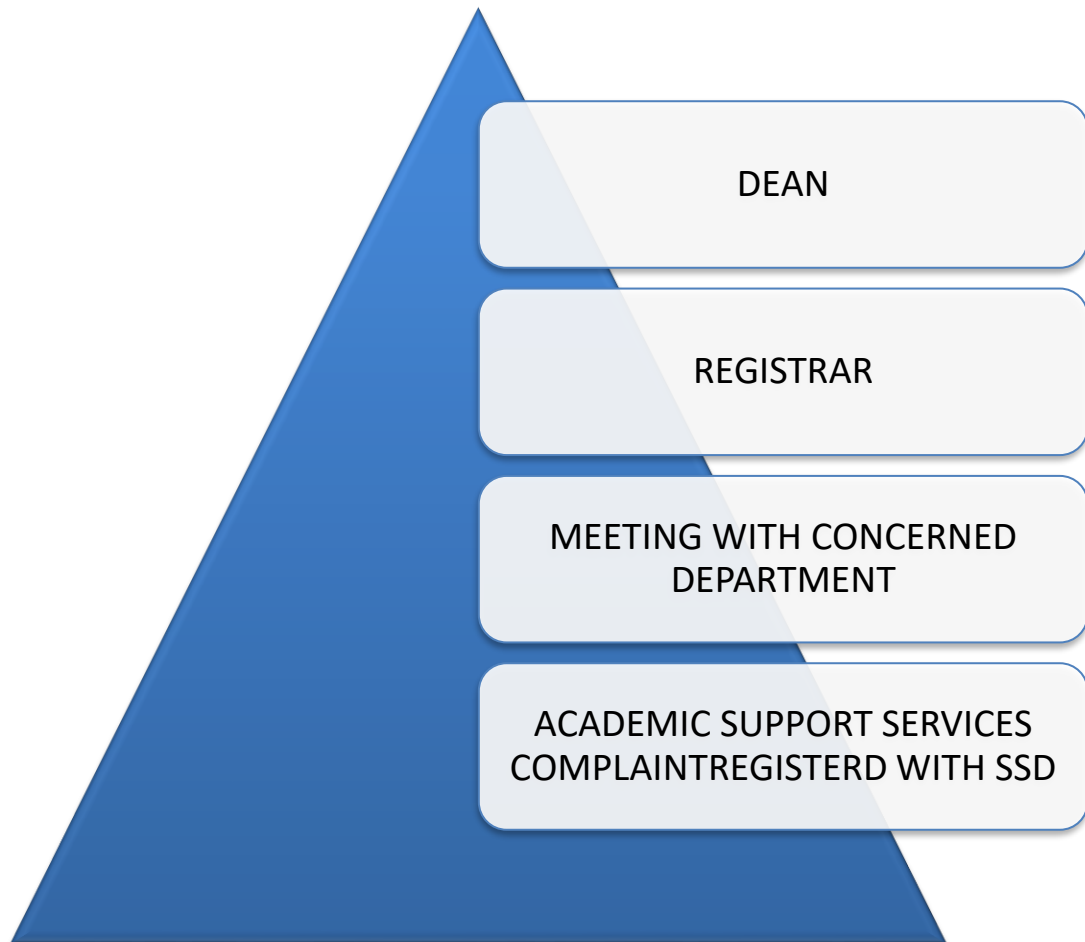 DEAN
REGISTRAR
MEETING WITH CONCERNED
DEPARTMENT
ACADEMIC SUPPORT SERVICES
COMPLAINTREGISTERD WITH SSD